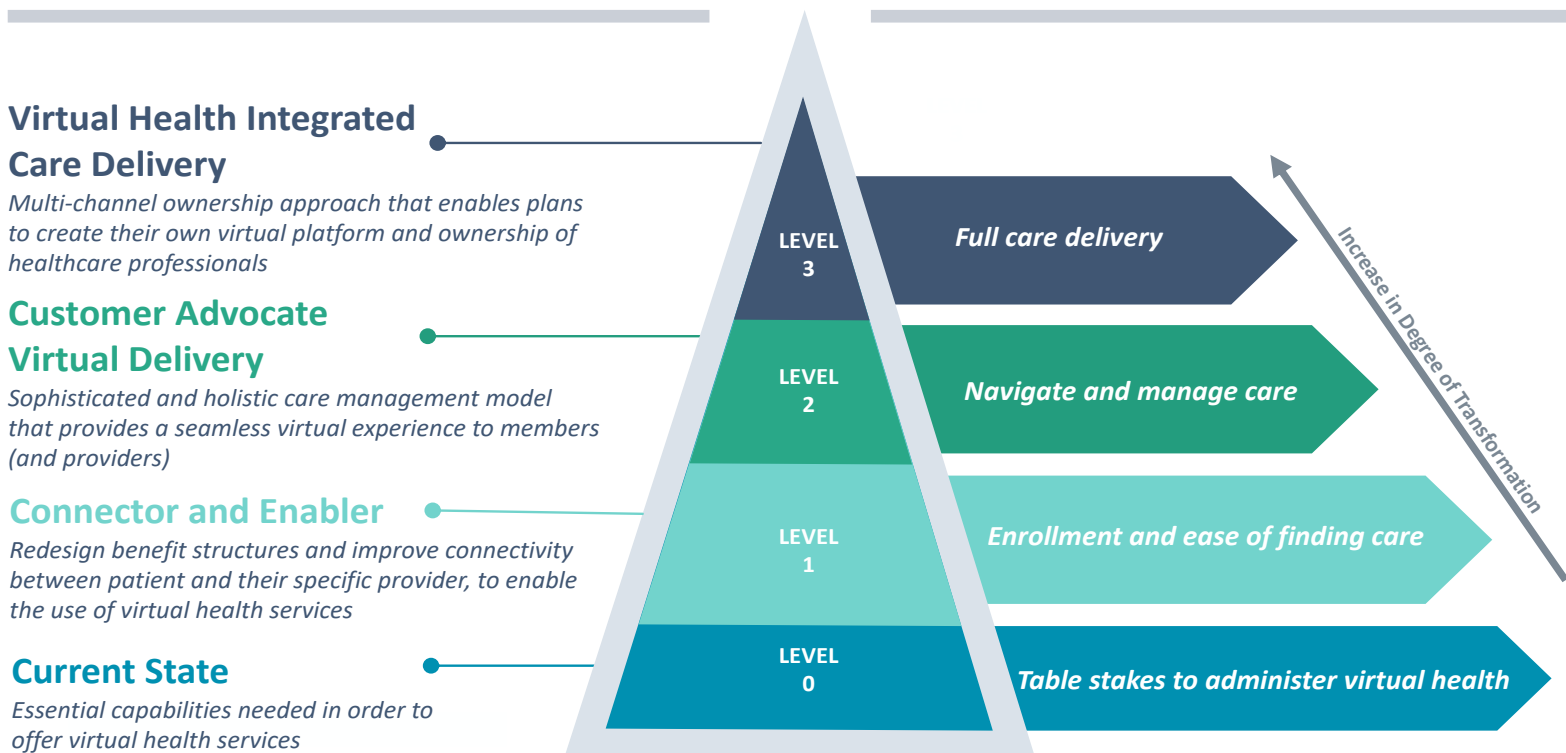 Virtual Health Integrated
Care Delivery
Multi-channel ownership approach that enables plans
to create their own virtual platform and ownership of
healthcare professionals
LEVEL
3
Full care delivery
Customer Advocate
Virtual Delivery
Sophisticated and holistic care management model
that provides a seamless virtual experience to members
(and providers)
LEVEL
2
Navigate and manage care
Connector and Enabler
Redesign benefit structures and improve connectivity
between patient and their specific provider, to enable
the use of virtual health services
LEVEL
1
Enrollment and ease of finding care
Current State
Essential capabilities needed in order to
offer virtual health services
LEVEL
0
Table stakes to administer virtual health
Increase in Degree of Transformation